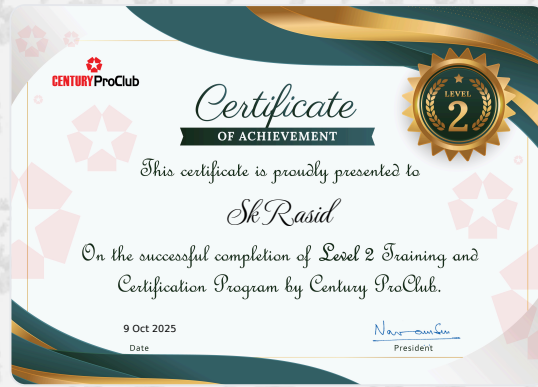 CENTURY ProClub
Certificate
OF ACHIEVEMENT
LEVEL
2
This certificate is proudly presented to
Sk Rasid
On the successful completion of Level 2 Training and
Certification Program by Century ProClub.
9 Oct 2025
Date
President